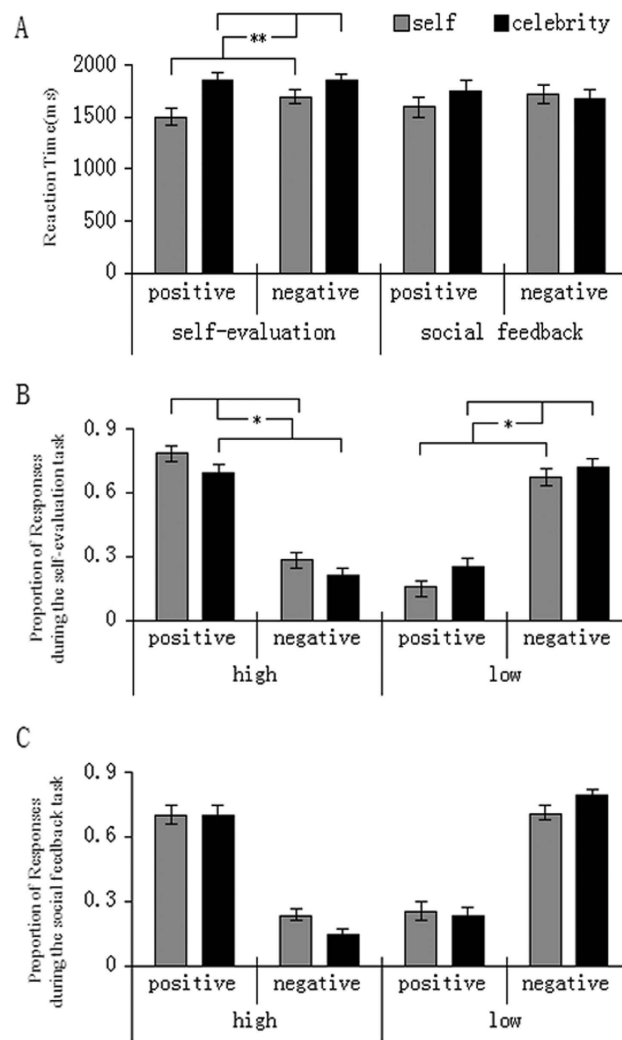 A
self celebrity
**
Reaction Time(ms)
2000
1500
1000
500
0
positive negative positive negative
self-evaluation social feedback
B
* *
Proportion of Responses
during the self-evaluation task
0.9
0.6
0.3
0
positive negative positive negative
high low
C
Proportion of Responses
during the social feedback task
0.9
0.6
0.3
0
positive negative positive negative
high low